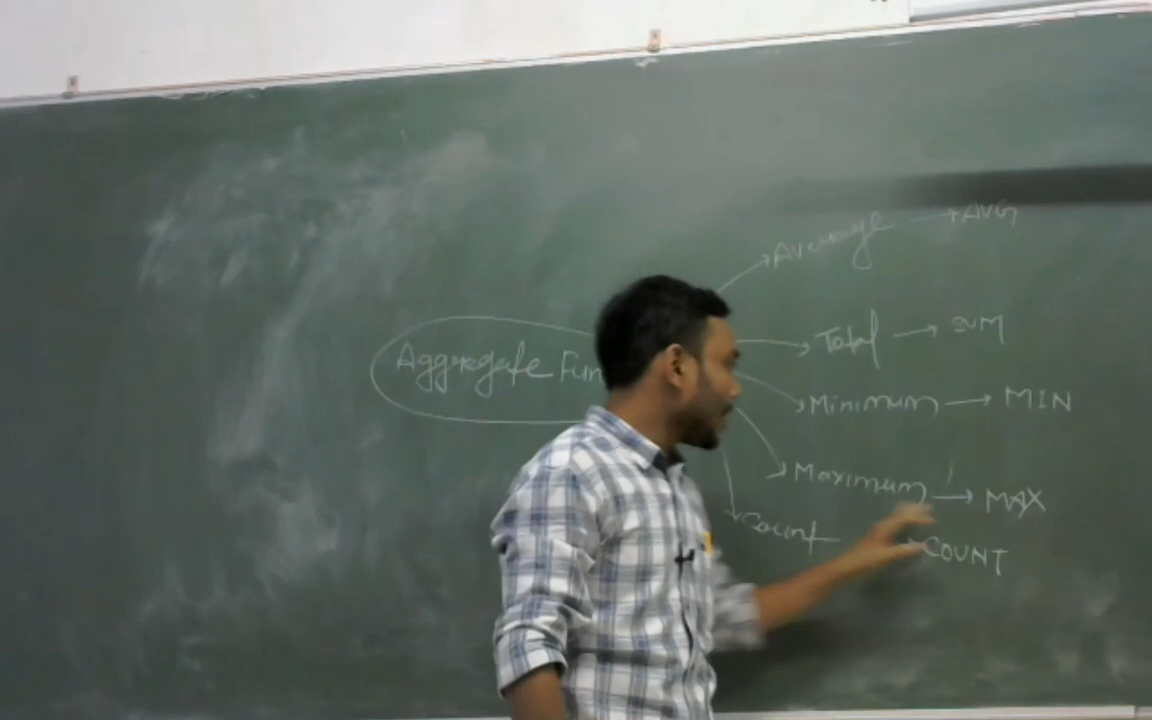 Average → AVG
Total → SUM
Aggregate Fun
Minimum → MIN
Maximum → MAX
Count → COUNT